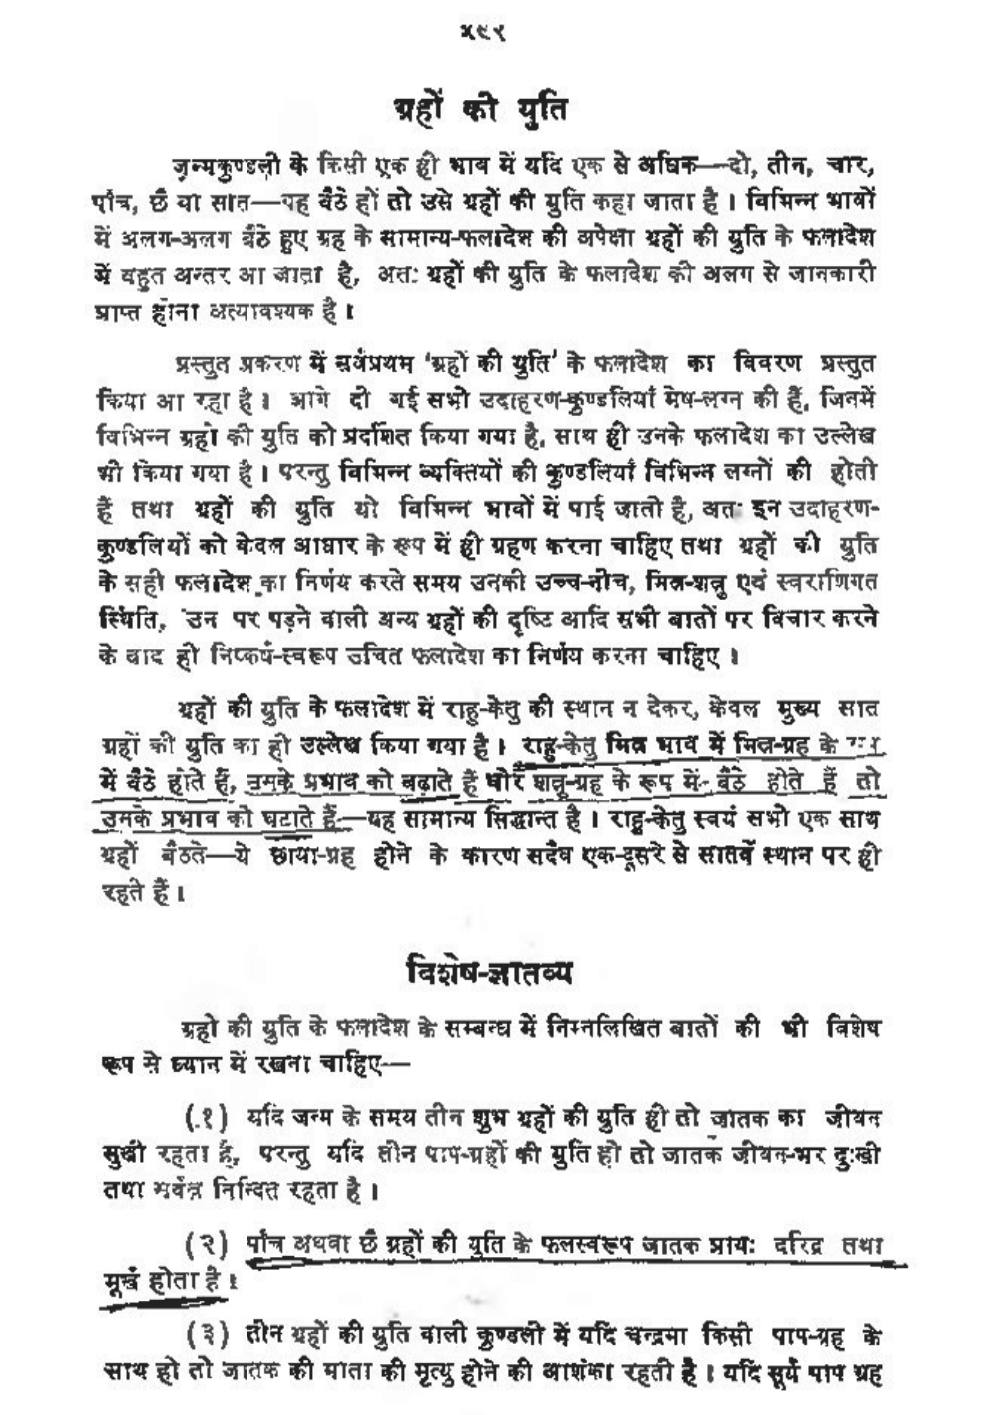 ५९२
ग्रहों की युति
जन्मकुण्डली के किसी एक ही भाव में यदि एक से अधिक—दो, तीन, चार,
पाँच, छै या सात—ग्रह बैठे हों तो उसे ग्रहों की युति कहा जाता है । विभिन्न भावों
में अलग-अलग बैठे हुए ग्रह के सामान्य-फलादेश की अपेक्षा ग्रहों की युति के फलादेश
में बहुत अन्तर आ जाता है, अतः ग्रहों की युति के फलादेश की अलग से जानकारी
प्राप्त होना अत्यावश्यक है ।
प्रस्तुत प्रकरण में सर्वप्रथम 'ग्रहों की युति' के फलादेश का विवरण प्रस्तुत
किया जा रहा है । आगे दी गई सभी उदाहरण-कुण्डलियाँ मेष-लग्न की हैं, जिनमें
विभिन्न ग्रहों की युति को प्रदर्शित किया गया है, साथ ही उनके फलादेश का उल्लेख
भी किया गया है । परन्तु विभिन्न व्यक्तियों की कुण्डलियाँ विभिन्न लग्नों की होती
हैं तथा ग्रहों की युति भी विभिन्न भावों में पाई जाती है, अतः इन उदाहरण-
कुण्डलियों को केवल आधार के रूप में ही ग्रहण करना चाहिए तथा ग्रहों की युति
के सही फलादेश का निर्णय करते समय उनकी उच्च-नीच, मित्र-शत्रु एवं स्वराशिगत
स्थिति, उन पर पड़ने वाली अन्य ग्रहों की दृष्टि आदि सभी बातों पर विचार करने
के बाद ही निष्कर्ष-स्वरूप उचित फलादेश का निर्णय करना चाहिए ।
ग्रहों की युति के फलादेश में राहु-केतु की स्थान न देकर, केवल मुख्य सात
ग्रहों की युति का ही उल्लेख किया गया है । राहु-केतु मित्र भाव में मित्र-ग्रह के
में बैठे होते हैं, उनके प्रभाव को बढ़ाते हैं और शत्रु-ग्रह के रूप में बैठे होते हैं तो
उनके प्रभाव को घटाते हैं—यह सामान्य सिद्धान्त है । राहु-केतु स्वयं सभी एक साथ
ग्रहों बैठते—ये छाया-ग्रह होने के कारण सदैव एक-दूसरे से सातवें स्थान पर ही
रहते हैं ।
विशेष-ज्ञातव्य
ग्रहों की युति के फलादेश के सम्बन्ध में निम्नलिखित बातों की भी विशेष
रूप से ध्यान में रखना चाहिए—
(१) यदि जन्म के समय तीन शुभ ग्रहों की युति ही तो जातक का जीवन
सुखी रहता है, परन्तु यदि तीन पाप-ग्रहों की युति हो तो जातक जीवन-भर दुःखी
तथा सर्वत्र निन्दित रहता है ।
(२) पाँच अथवा छै ग्रहों की युति के फलस्वरूप जातक प्रायः दरिद्र तथा
मूर्ख होता है ।
(३) तीन ग्रहों की युति वाली कुण्डली में यदि चन्द्रमा किसी पाप-ग्रह के
साथ हो तो जातक की माता की मृत्यु होने की आशंका रहती है । यदि सूर्य पाप ग्रह